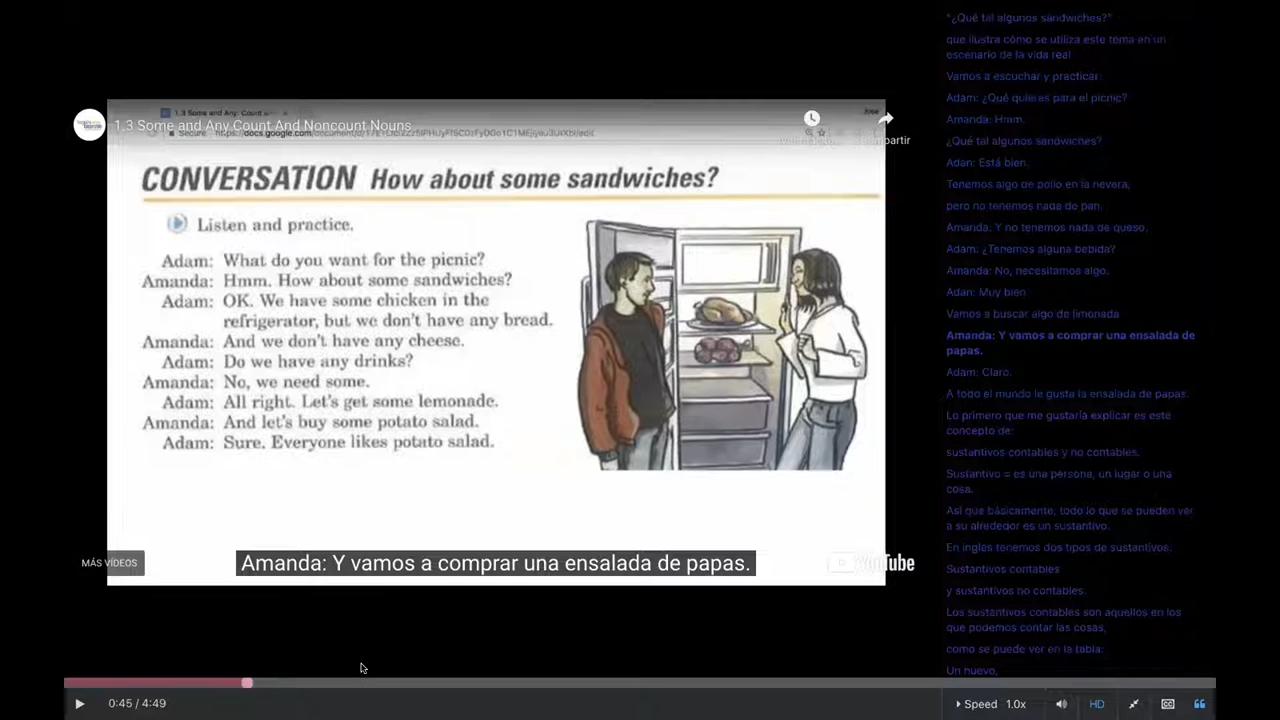 1.3 Some and Any Count And Noncount Nouns
CONVERSATION How about some sandwiches?
Listen and practice.
Adam: What do you want for the picnic?
Amanda: Hmm. How about some sandwiches?
Adam: OK. We have some chicken in the
refrigerator, but we don't have any bread.
Amanda: And we don't have any cheese.
Adam: Do we have any drinks?
Amanda: No, we need some.
Adam: All right. Let's get some lemonade.
Amanda: And let's buy some potato salad.
Adam: Sure. Everyone likes potato salad.
MÁS VÍDEOS
Amanda: Y vamos a comprar una ensalada de papas.
YouTube
0:45 / 4:49
Speed 1.0x
HD
"¿Qué tal algunos sándwiches?"
que ilustra cómo se utiliza este tema en un
escenario de la vida real
Vamos a escuchar y practicar
Adam: ¿Qué quieres para el picnic?
Amanda: Hmm.
¿Qué tal algunos sándwiches?
Adan: Está bien.
Tenemos algo de pollo en la nevera,
pero no tenemos nada de pan.
Amanda: Y no tenemos nada de queso.
Adam: ¿Tenemos alguna bebida?
Amanda: No, necesitamos algo.
Adan: Muy bien
Vamos a buscar algo de limonada
Amanda: Y vamos a comprar una ensalada de
papas.
Adam: Claro.
A todo el mundo le gusta la ensalada de papas.
Lo primero que me gustaría explicar es este
concepto de:
sustantivos contables y no contables.
Sustantivo = es una persona, un lugar o una
cosa.
Así que básicamente, todo lo que se pueden ver
a su alrededor es un sustantivo.
En ingles tenemos dos tipos de sustantivos.
Sustantivos contables
y sustantivos no contables.
Los sustantivos contables son aquellos en los
que podemos contar las cosas,
como se puede ver en la tabla:
Un huevo,